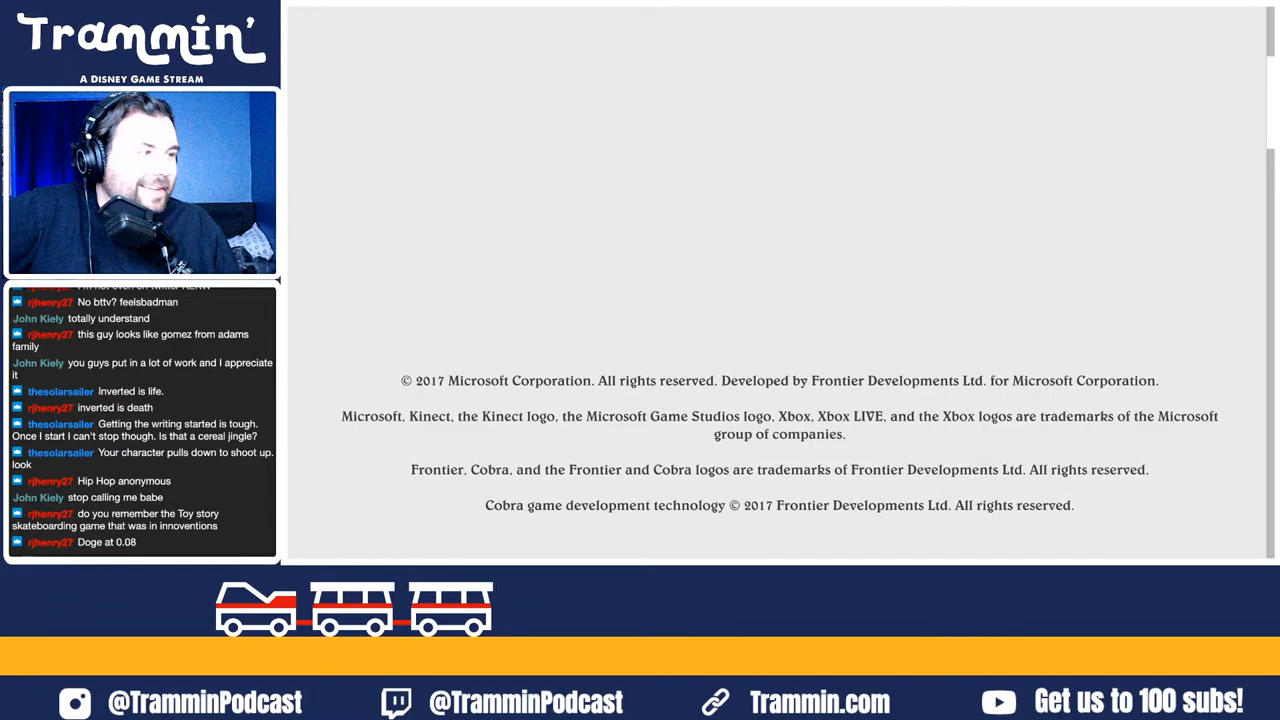 Trammin'
A DISNEY GAME STREAM
rjhenry27 No bttv? feelsbadman
John Kiely totally understand
rjhenry27 this guy looks like gomez from adams
family
John Kiely you guys put in a lot of work and I appreciate
it
thesolarsailer Inverted is life.
rjhenry27 inverted is death
thesolarsailer Getting the writing started is tough.
Once I start I can't stop though. Is that a cereal jingle?
thesolarsailer Your character pulls down to shoot up.
look
rjhenry27 Hip Hop anonymous
John Kiely stop calling me babe
rjhenry27 do you remember the Toy story
skateboarding game that was in innoventions
rjhenry27 Doge at 0.08
© 2017 Microsoft Corporation. All rights reserved. Developed by Frontier Developments Ltd. for Microsoft Corporation.
Microsoft, Kinect, the Kinect logo, the Microsoft Game Studios logo, Xbox, Xbox LIVE, and the Xbox logos are trademarks of the Microsoft
group of companies.
Frontier, Cobra, and the Frontier and Cobra logos are trademarks of Frontier Developments Ltd. All rights reserved.
Cobra game development technology © 2017 Frontier Developments Ltd. All rights reserved.
@TramminPodcast
@TramminPodcast
Trammin.com
Get us to 100 subs!